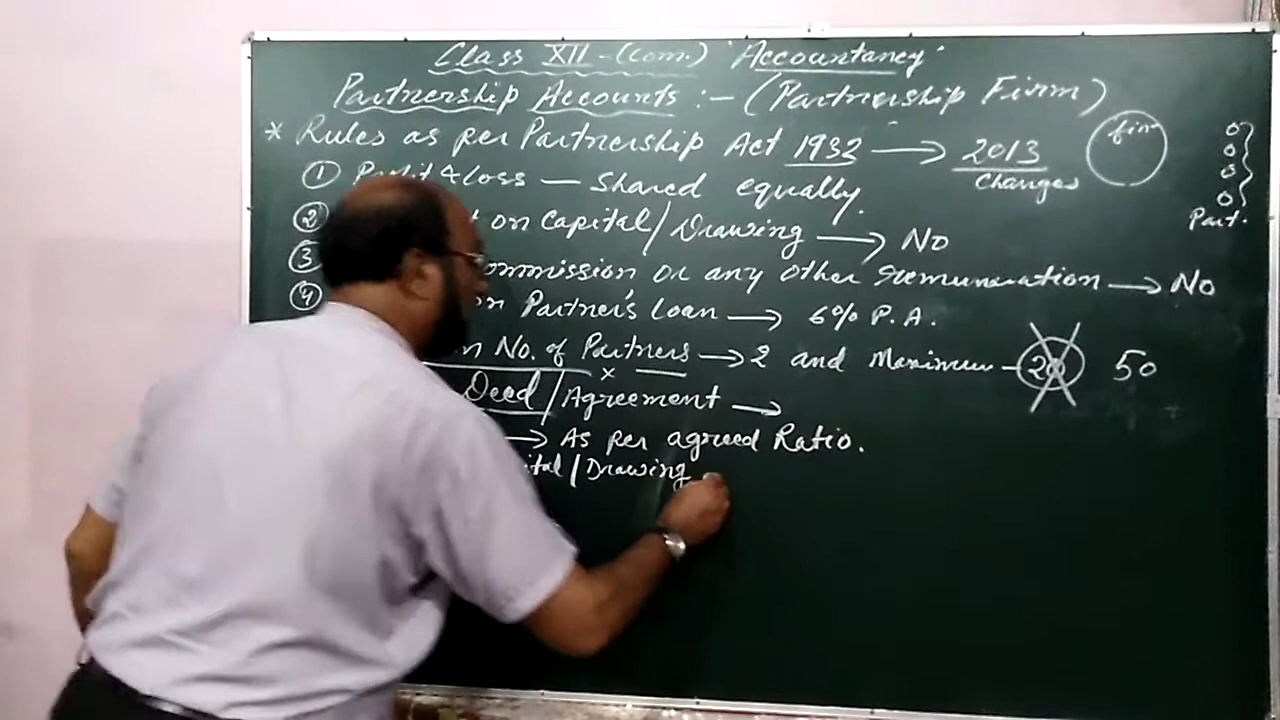 Class XII - (Com.) 'Accountancy'
Partnership Accounts :- (Partnership Firm)
* Rules as per Partnership Act 1932 → 2013
Changes
① Profit & Loss — Shared equally.
② on Capital/Drawing → No
③ Commission or any other remuneration → No
④ on Partner's Loan → 6% P.A.
No. of Partners → 2 and Maximum - 20 50
x
Deed/Agreement →
→ As per agreed Ratio.
/Drawing
firm
Part.